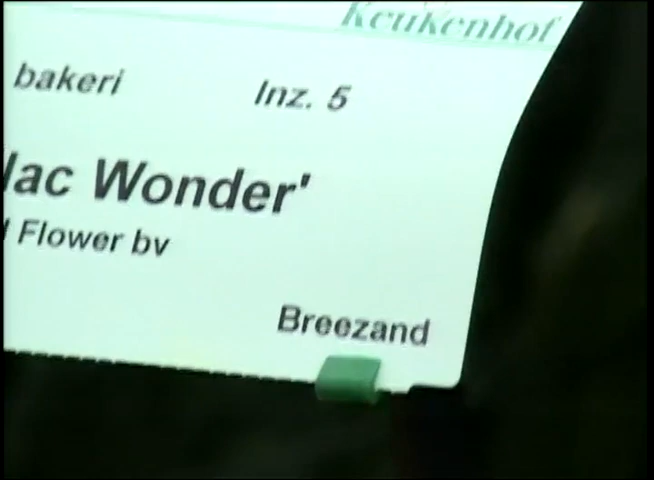 Keukenhof
bakeri Inz. 5
lac Wonder'
Flower bv
Breezand